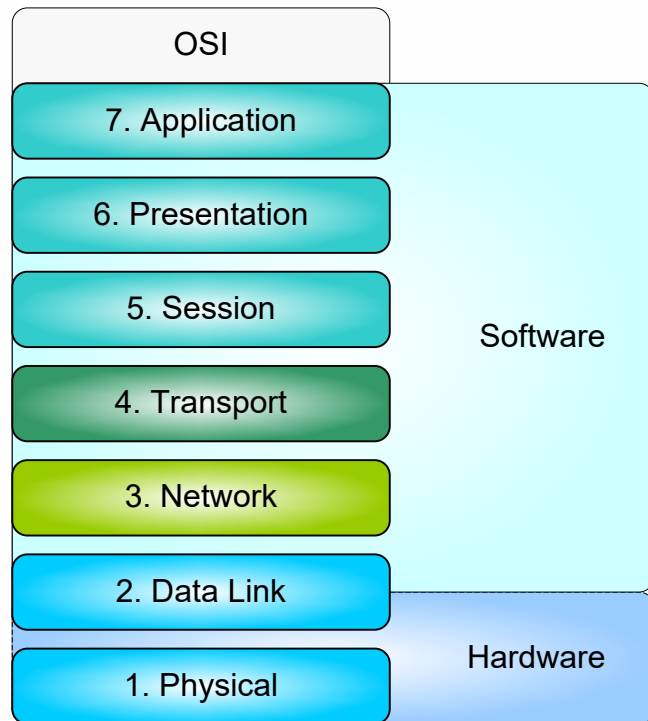 OSI
7. Application
6. Presentation
5. Session
Software
4. Transport
3. Network
2. Data Link
Hardware
1. Physical